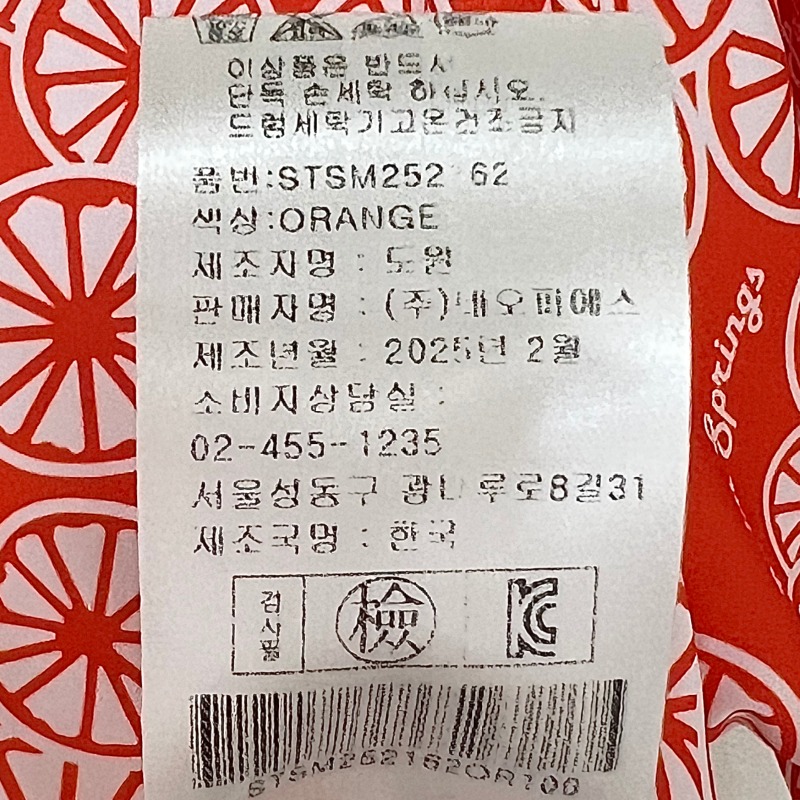 이상품은 반드시
단독 손세탁 하십시오.
드럼세탁기고온건조금지
품번:STSM252 62
색상:ORANGE
제조자명 : 도원
판매자명 : (주)네오피에스
제조년월 : 2025년 2월
소비자상담실 :
02-455-1235
서울성동구 광나루로8길31
제조국명 : 한국
검사필
檢
Springs